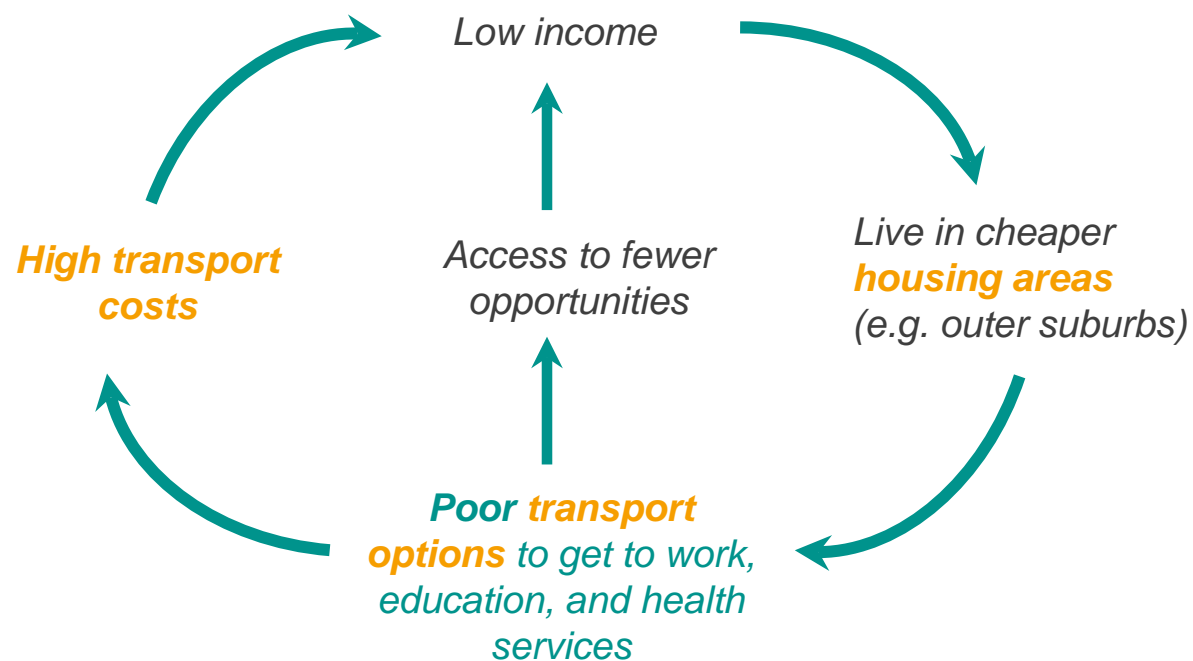 Low income
High transport
costs
Access to fewer
opportunities
Live in cheaper
housing areas
(e.g. outer suburbs)
Poor transport
options to get to work,
education, and health
services